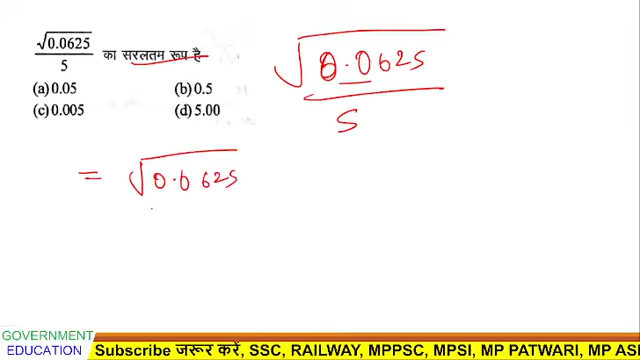 √0.0625 / 5 का सरलतम रूप है-
(a) 0.05 (b) 0.5
(c) 0.005 (d) 5.00
√0.0625 / 5
= √0.0625
GOVERNMENT
EDUCATION
Subscribe जरूर करें, SSC, RAILWAY, MPPSC, MPSI, MP PATWARI, MP AS